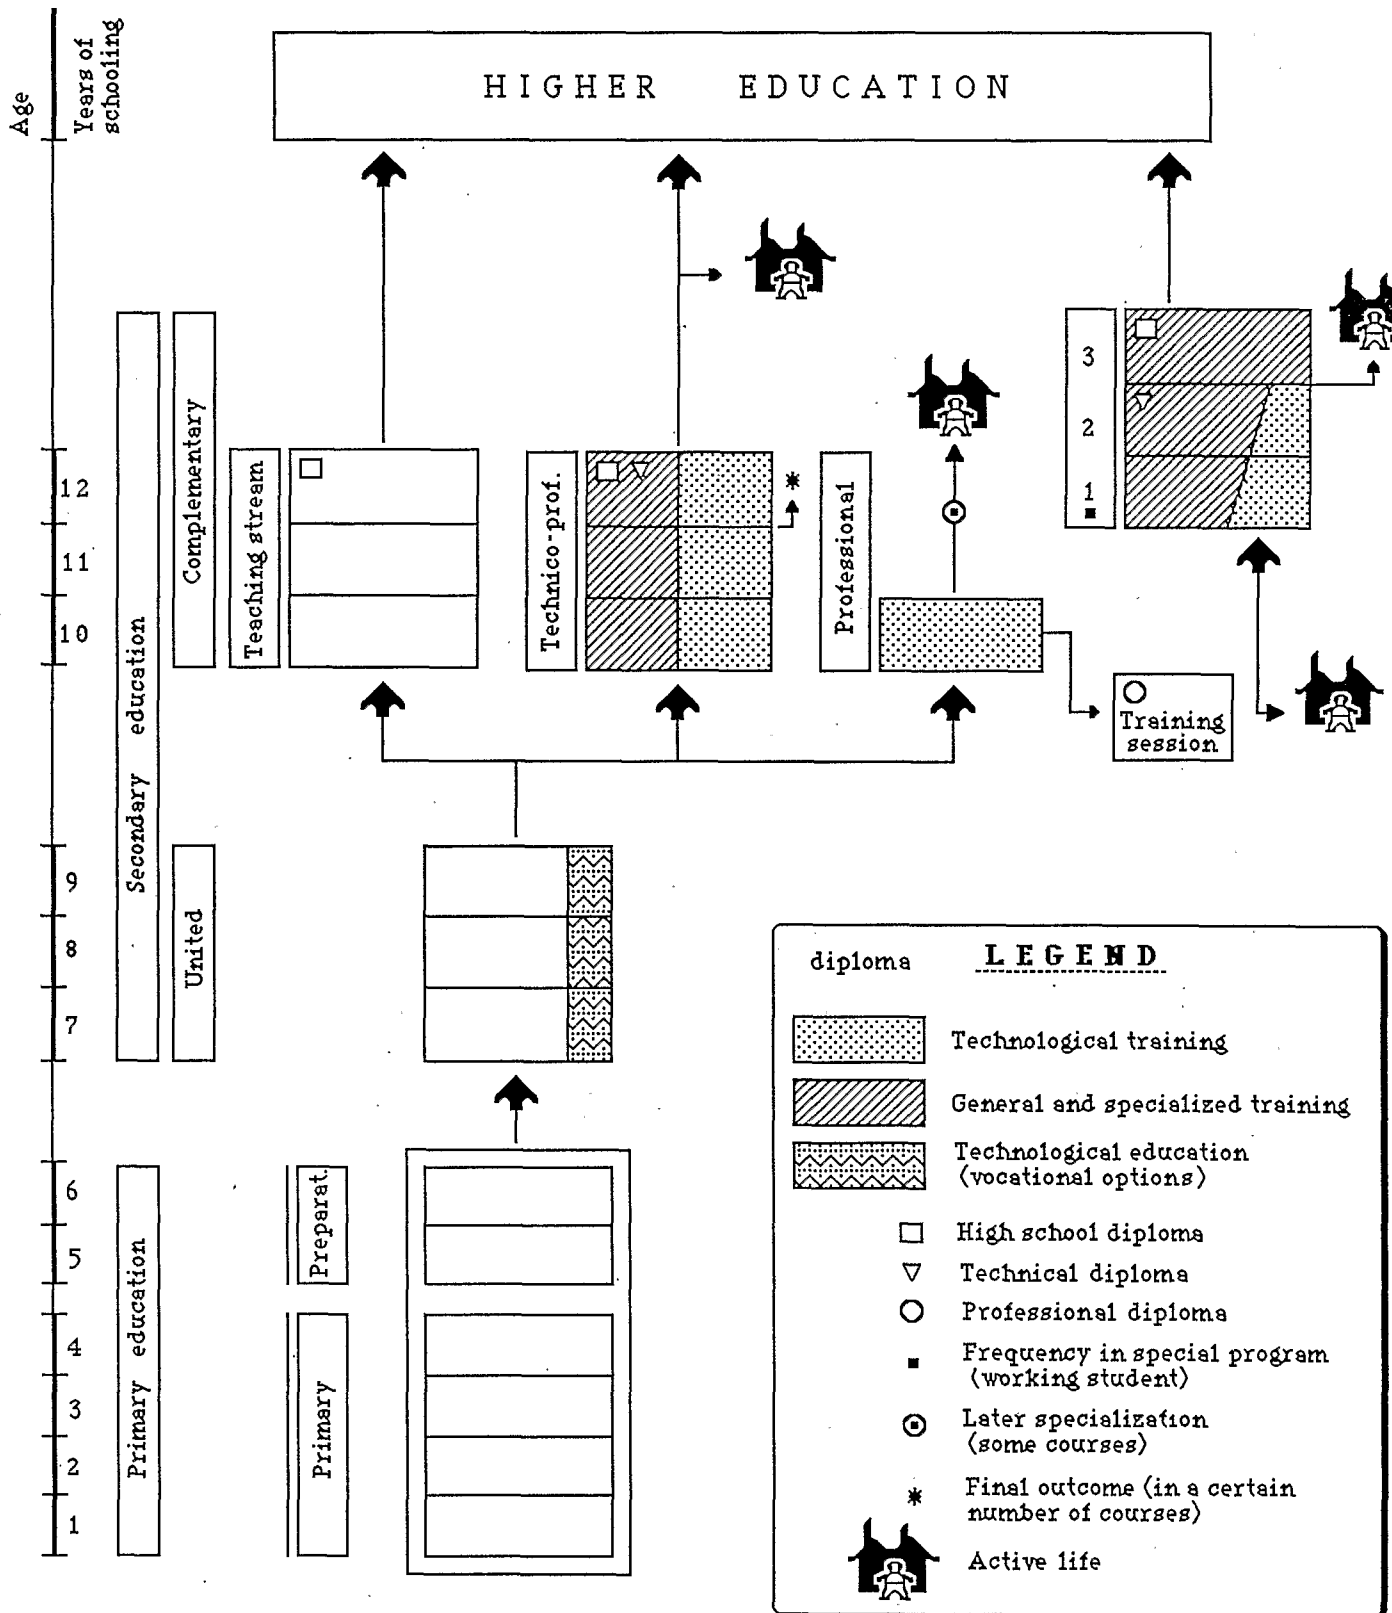 Age
Years of
schooling
HIGHER EDUCATION
Secondary education
Complementary
Teaching stream
Technico-prof.
Professional
12
11
10
3
2
1
Training
session
United
9
8
7
Primary education
Preparat.
6
5
Primary
4
3
2
1
diploma LEGEND
Technological training
General and specialized training
Technological education
(vocational options)
High school diploma
Technical diploma
Professional diploma
Frequency in special program
(working student)
Later specialization
(some courses)
Final outcome (in a certain
number of courses)
Active life